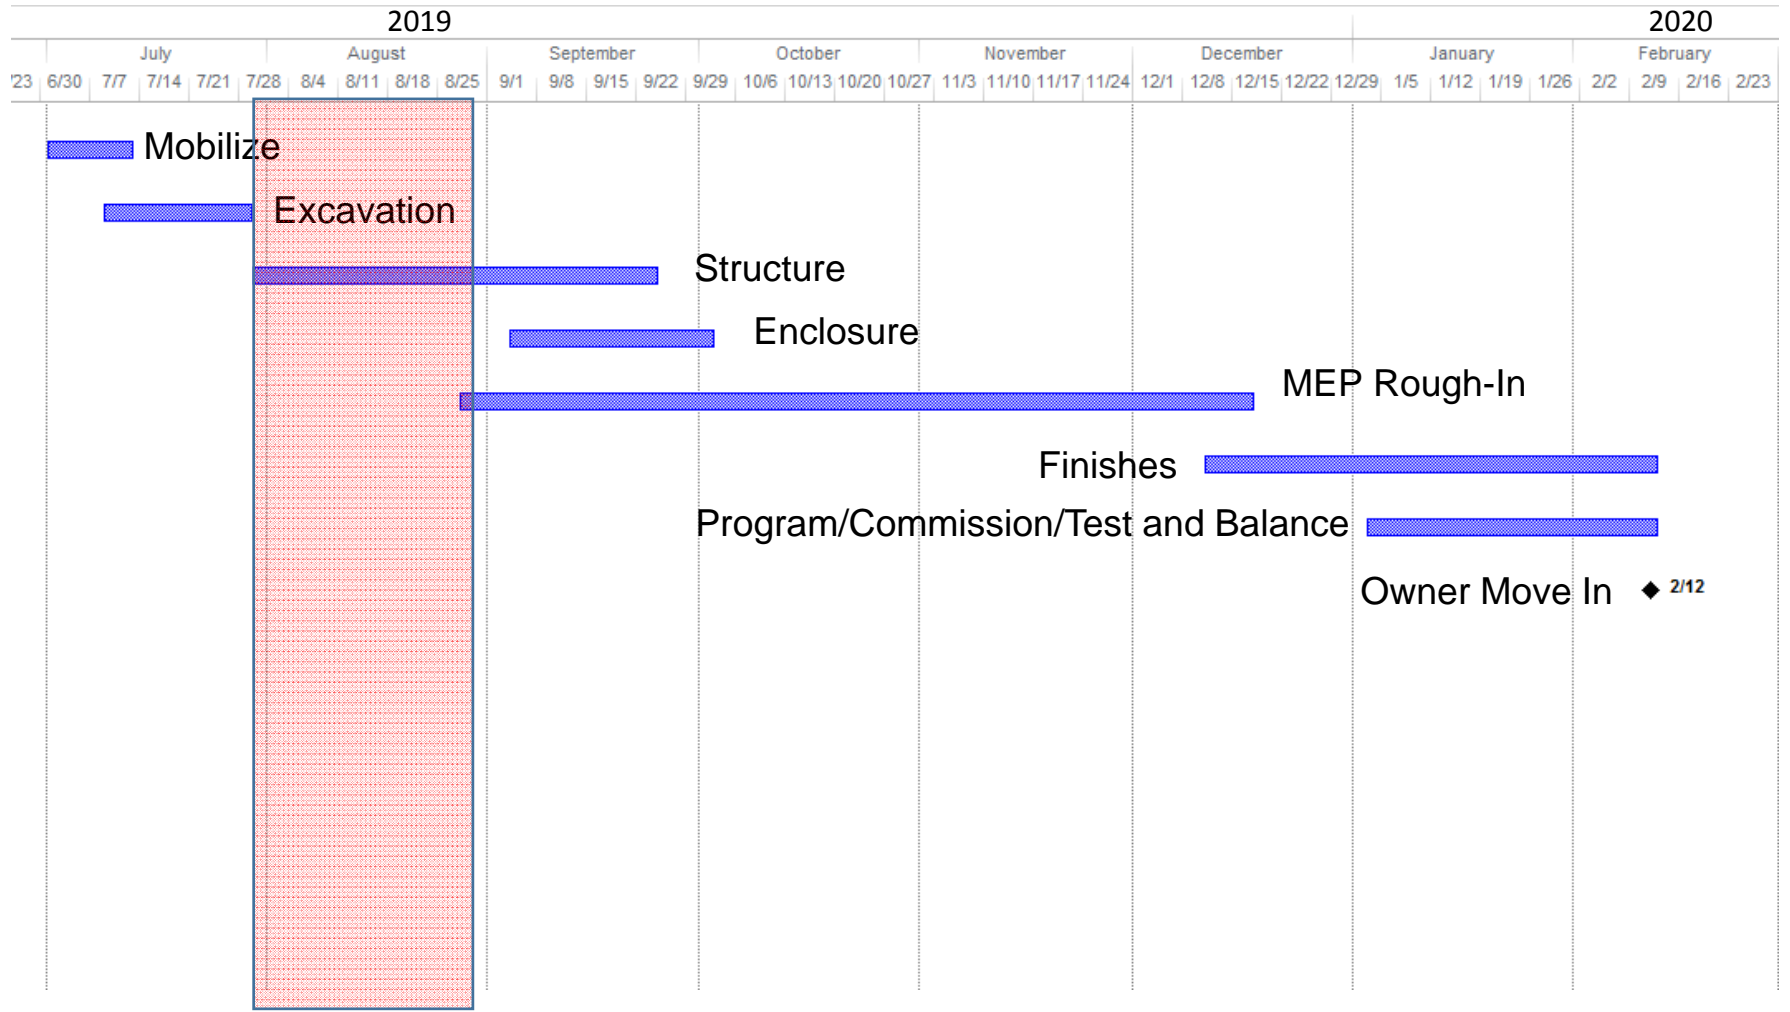 2019 2020
July August September October November December January February
/23 6/30 7/7 7/14 7/21 7/28 8/4 8/11 8/18 8/25 9/1 9/8 9/15 9/22 9/29 10/6 10/13 10/20 10/27 11/3 11/10 11/17 11/24 12/1 12/8 12/15 12/22 12/29 1/5 1/12 1/19 1/26 2/2 2/9 2/16 2/23
Mobilize
Excavation
Structure
Enclosure
MEP Rough-In
Finishes
Program/Commission/Test and Balance
Owner Move In 2/12